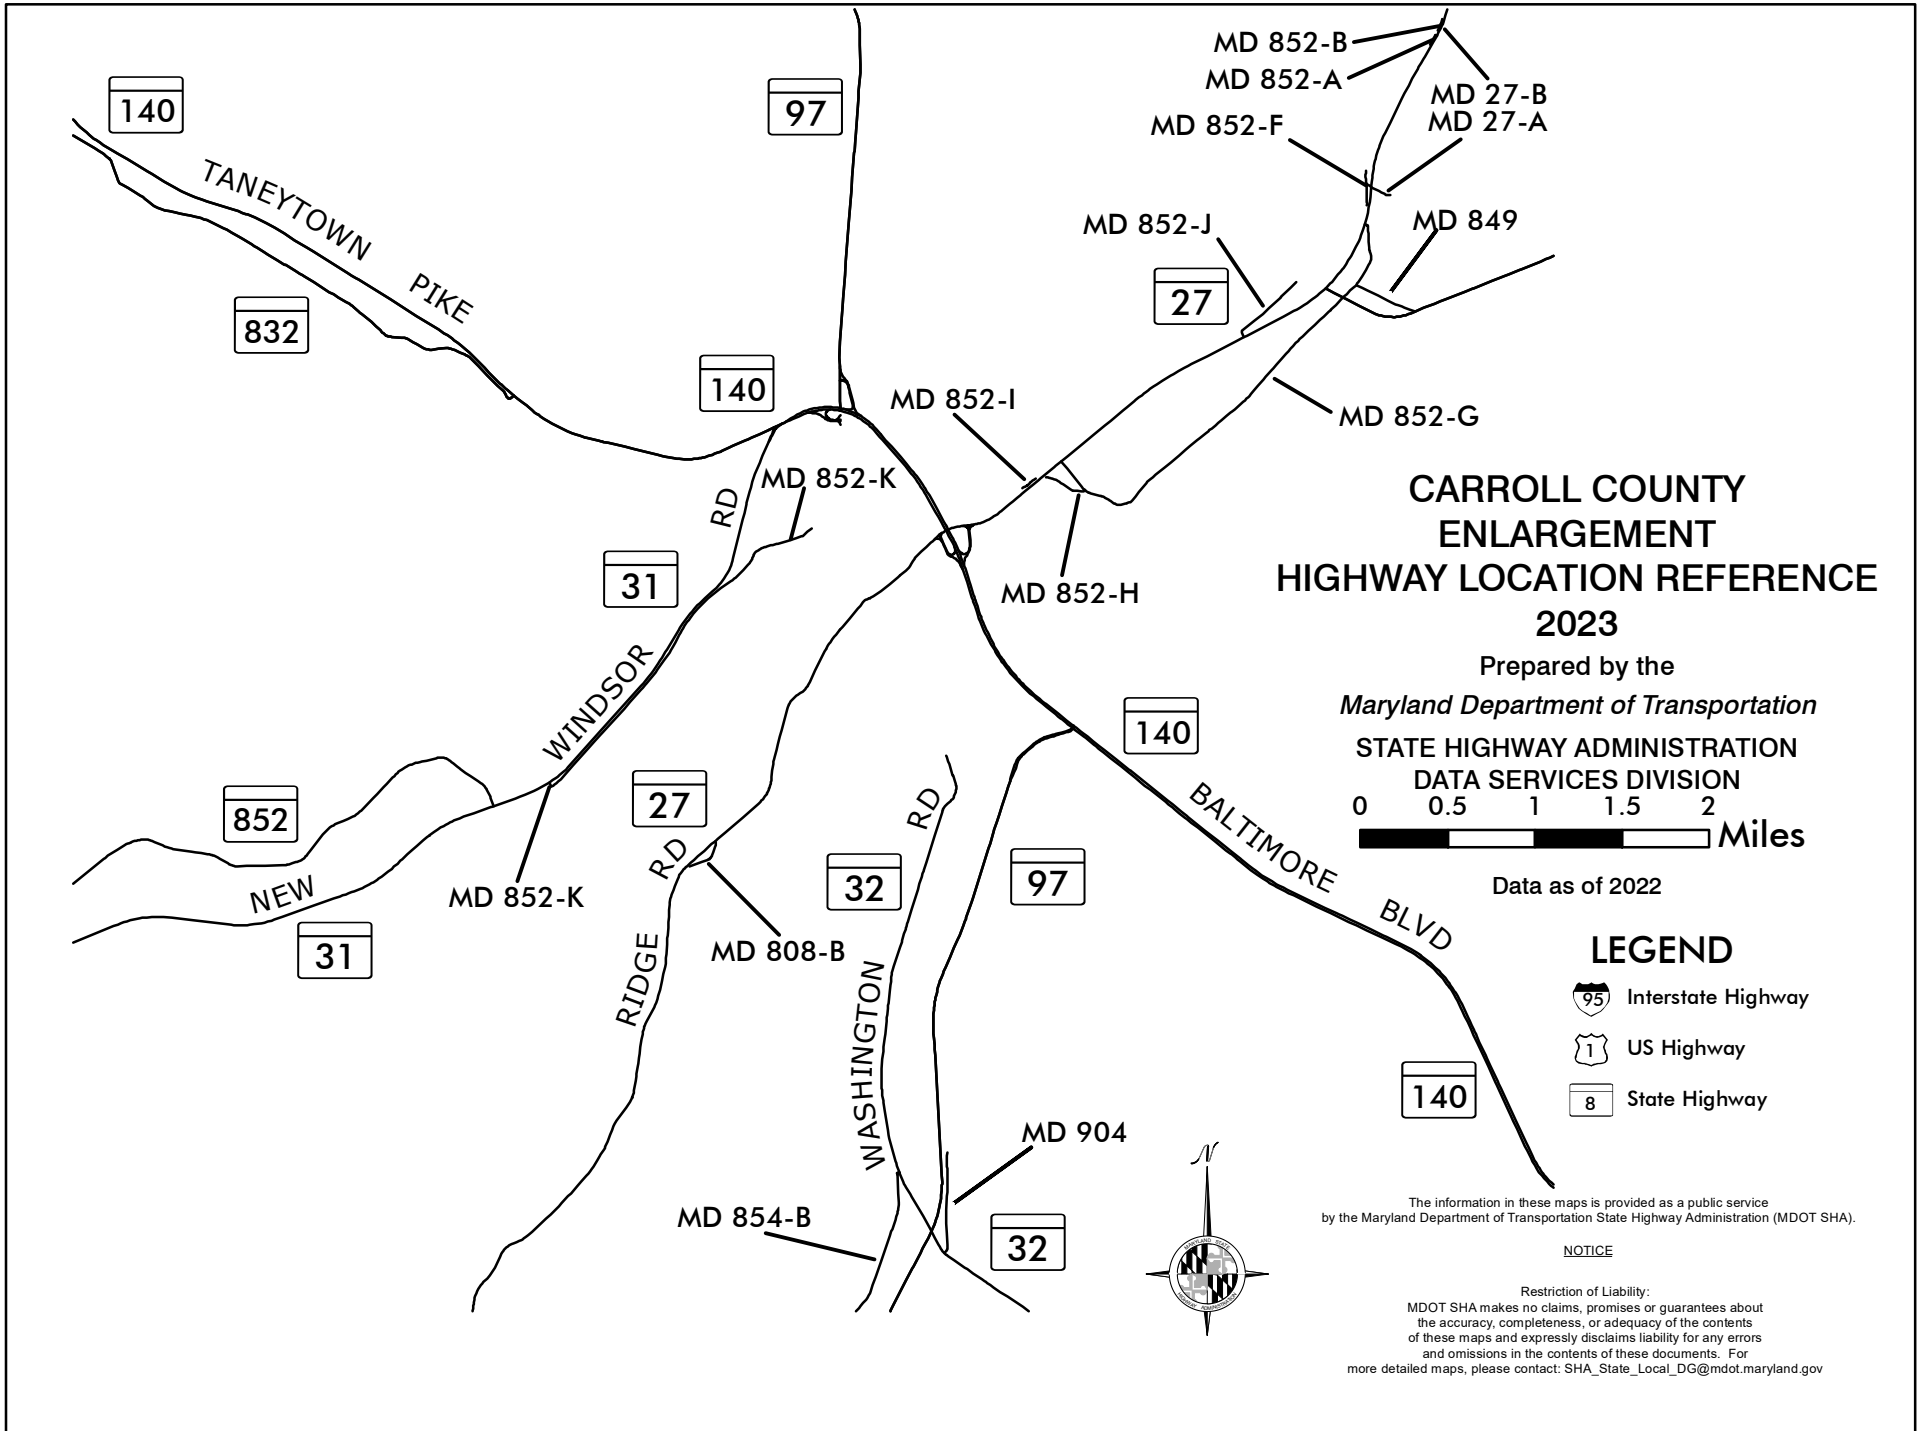 MD 852-B
MD 852-A
MD 27-B
MD 27-A
MD 852-F
140
97
TANEYTOWN PIKE
MD 852-J
MD 849
27
832
140
MD 852-I
MD 852-G
MD 852-K
RD
31
MD 852-H
CARROLL COUNTY
ENLARGEMENT
HIGHWAY LOCATION REFERENCE
2023
Prepared by the
Maryland Department of Transportation
STATE HIGHWAY ADMINISTRATION
DATA SERVICES DIVISION
0 0.5 1 1.5 2
Miles
Data as of 2022
WINDSOR
140
27
852
RD
BALTIMORE BLVD
RD
32
97
NEW
MD 852-K
31
MD 808-B
RIDGE
WASHINGTON
LEGEND
95 Interstate Highway
1 US Highway
8 State Highway
140
MD 904
MD 854-B
32
N
MARYLAND STATE
HIGHWAY ADMINISTRATION
The information in these maps is provided as a public service
by the Maryland Department of Transportation State Highway Administration (MDOT SHA).
NOTICE
Restriction of Liability:
MDOT SHA makes no claims, promises or guarantees about
the accuracy, completeness, or adequacy of the contents
of these maps and expressly disclaims liability for any errors
and omissions in the contents of these documents. For
more detailed maps, please contact: SHA_State_Local_DG@mdot.maryland.gov